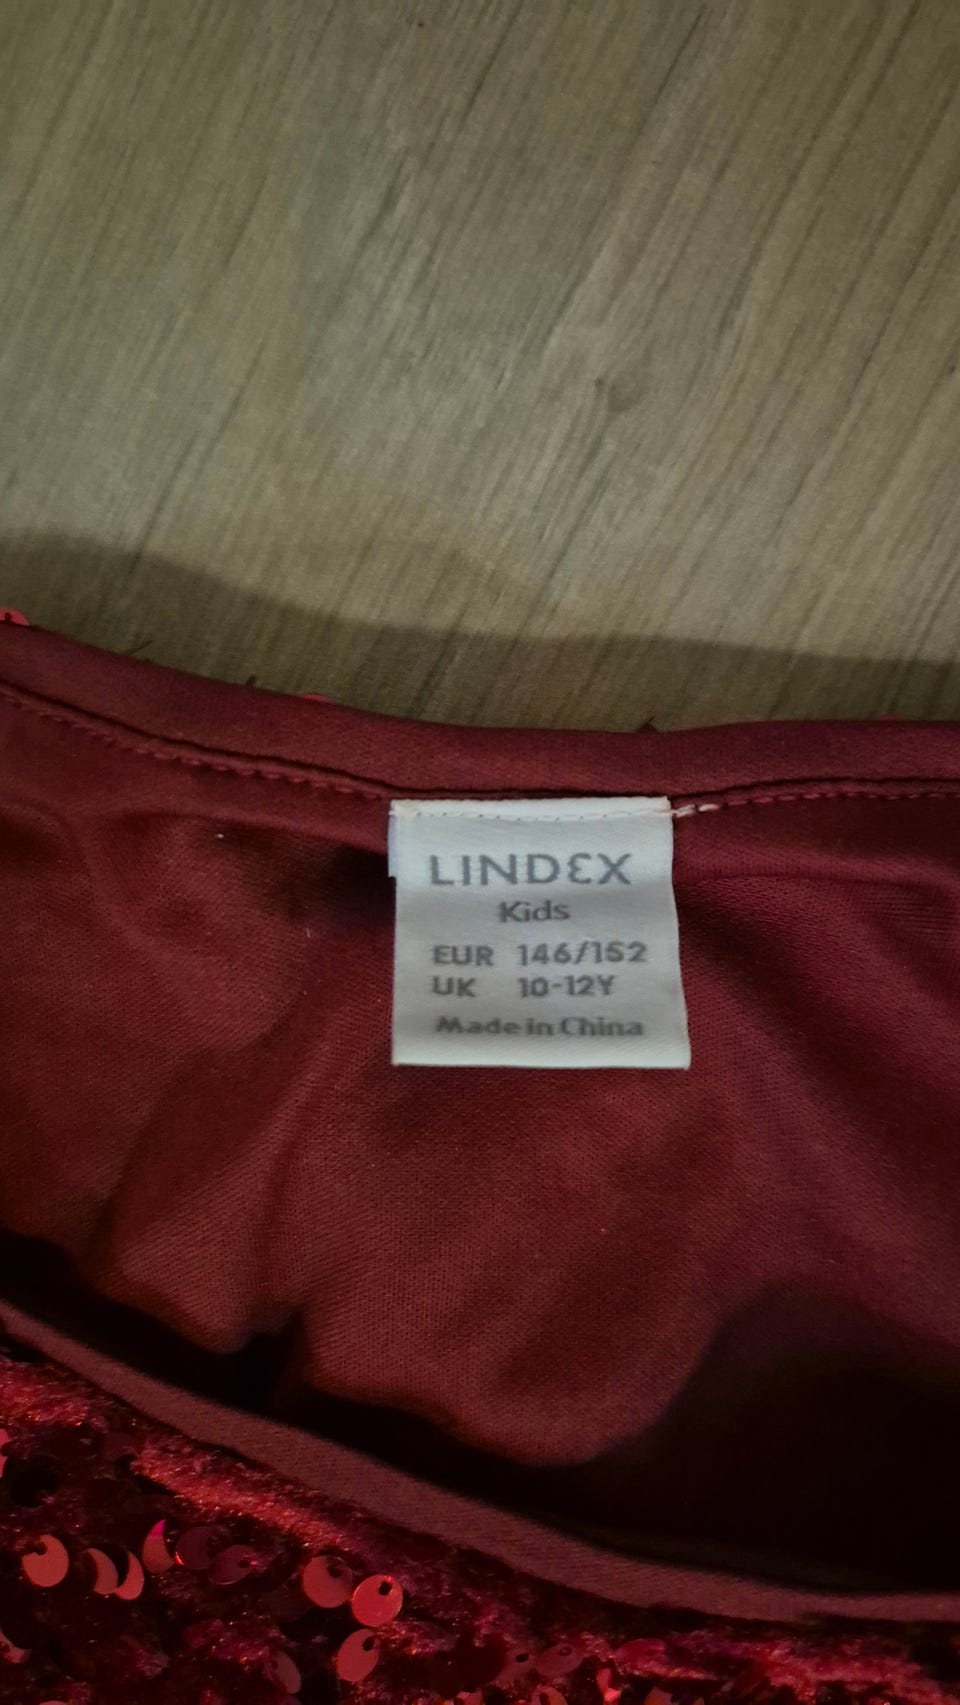 LINDEX
Kids
EUR 146/152
UK 10-12Y
Made in China